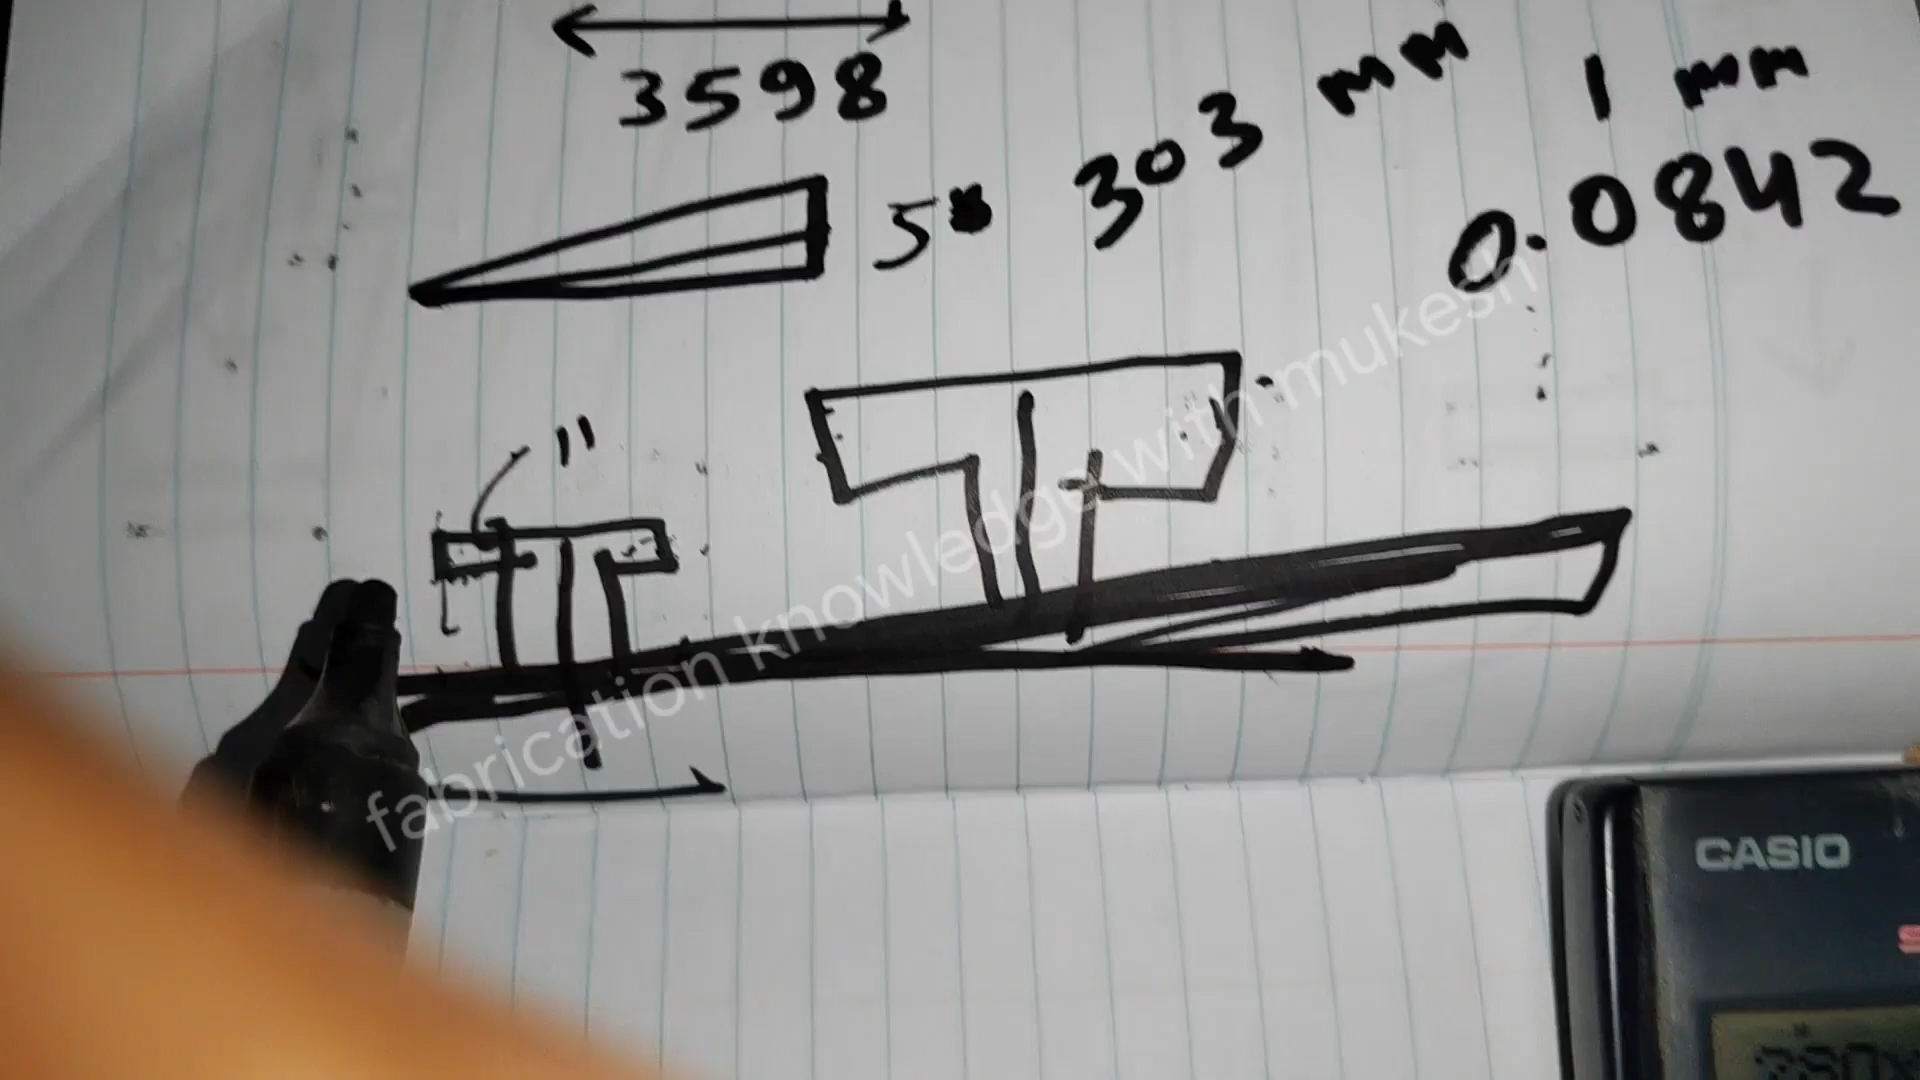 3598
5 303 mm
1 mm
0.0842
1"
fabrication knowledge with mukesh
CASIO